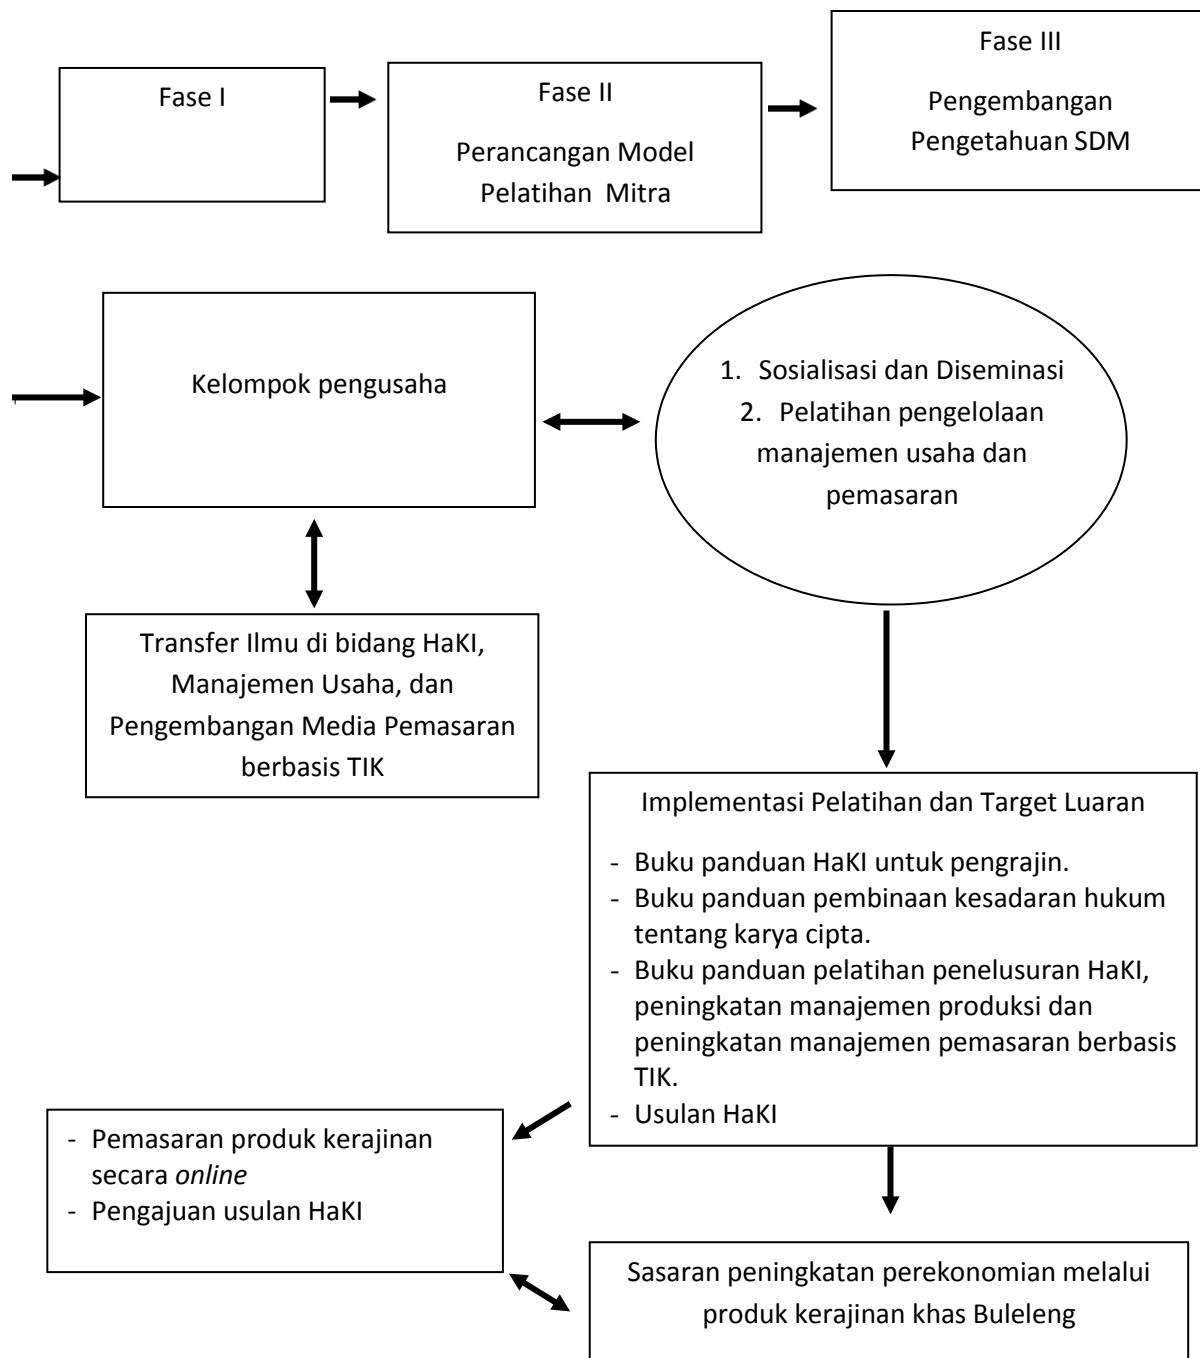 Fase I
Fase II
Perancangan Model
Pelatihan Mitra
Fase III
Pengembangan
Pengetahuan SDM
Kelompok pengusaha
1. Sosialisasi dan Diseminasi
2. Pelatihan pengelolaan
manajemen usaha dan
pemasaran
Transfer Ilmu di bidang HaKI,
Manajemen Usaha, dan
Pengembangan Media Pemasaran
berbasis TIK
Implementasi Pelatihan dan Target Luaran
- Buku panduan HaKI untuk pengrajin.
- Buku panduan pembinaan kesadaran hukum
tentang karya cipta.
- Buku panduan pelatihan penelusuran HaKI,
peningkatan manajemen produksi dan
peningkatan manajemen pemasaran berbasis
TIK.
- Usulan HaKI
- Pemasaran produk kerajinan
secara online
- Pengajuan usulan HaKI
Sasaran peningkatan perekonomian melalui
produk kerajinan khas Buleleng